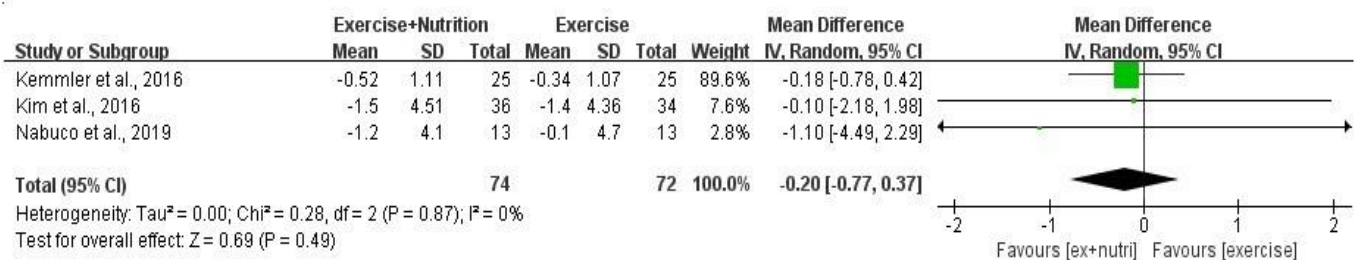 Exercise+Nutrition Exercise Mean Difference Mean Difference
Study or Subgroup Mean SD Total Mean SD Total Weight IV, Random, 95% CI IV, Random, 95% CI
Kemmler et al., 2016 -0.52 1.11 25 -0.34 1.07 25 89.6% -0.18 [-0.78, 0.42]
Kim et al., 2016 -1.5 4.51 36 -1.4 4.36 34 7.6% -0.10 [-2.18, 1.98]
Nabuco et al., 2019 -1.2 4.1 13 -0.1 4.7 13 2.8% -1.10 [-4.49, 2.29]
Total (95% CI) 74 72 100.0% -0.20 [-0.77, 0.37]
Heterogeneity: Tau² = 0.00; Chi² = 0.28, df = 2 (P = 0.87); I² = 0%
Test for overall effect: Z = 0.69 (P = 0.49)
-2 -1 0 1 2
Favours [ex+nutri] Favours [exercise]